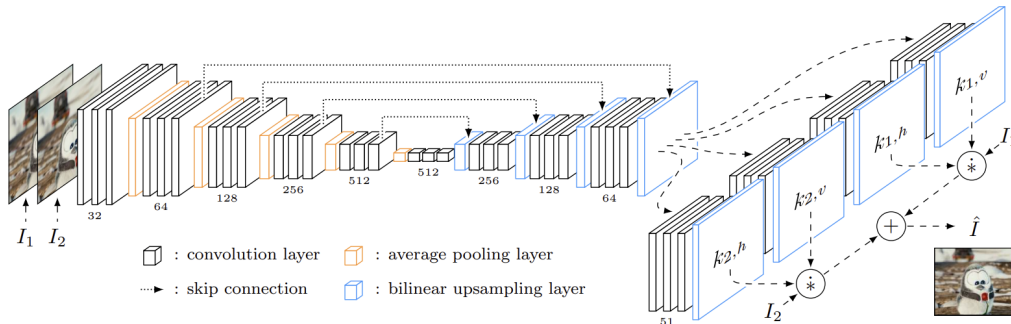 I₁
I₂
32
64
128
256
512
512
256
128
64
51
k₁,ᵥ
k₁,ₕ
k₂,ᵥ
k₂,ₕ
*
*
+
I₂
Î
: convolution layer
: average pooling layer
: skip connection
: bilinear upsampling layer